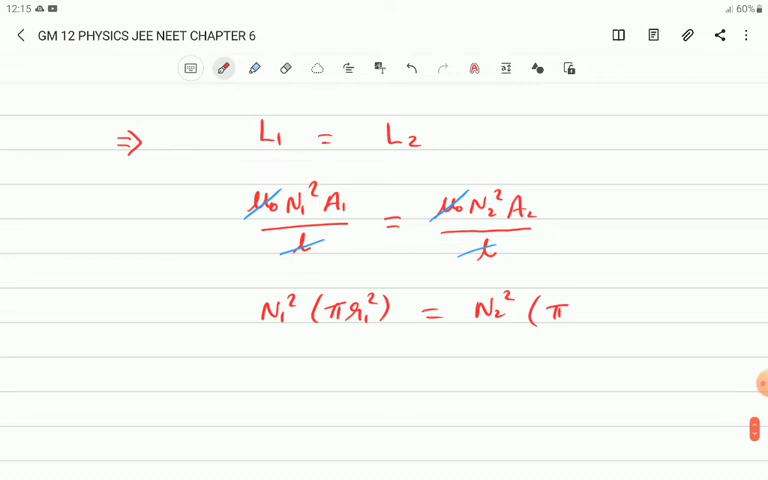 12:15 60%
GM 12 PHYSICS JEE NEET CHAPTER 6
⇒ L₁ = L₂
μ₀N₁²A₁/l = μ₀N₂²A₂/l
N₁² (πr₁²) = N₂² (π